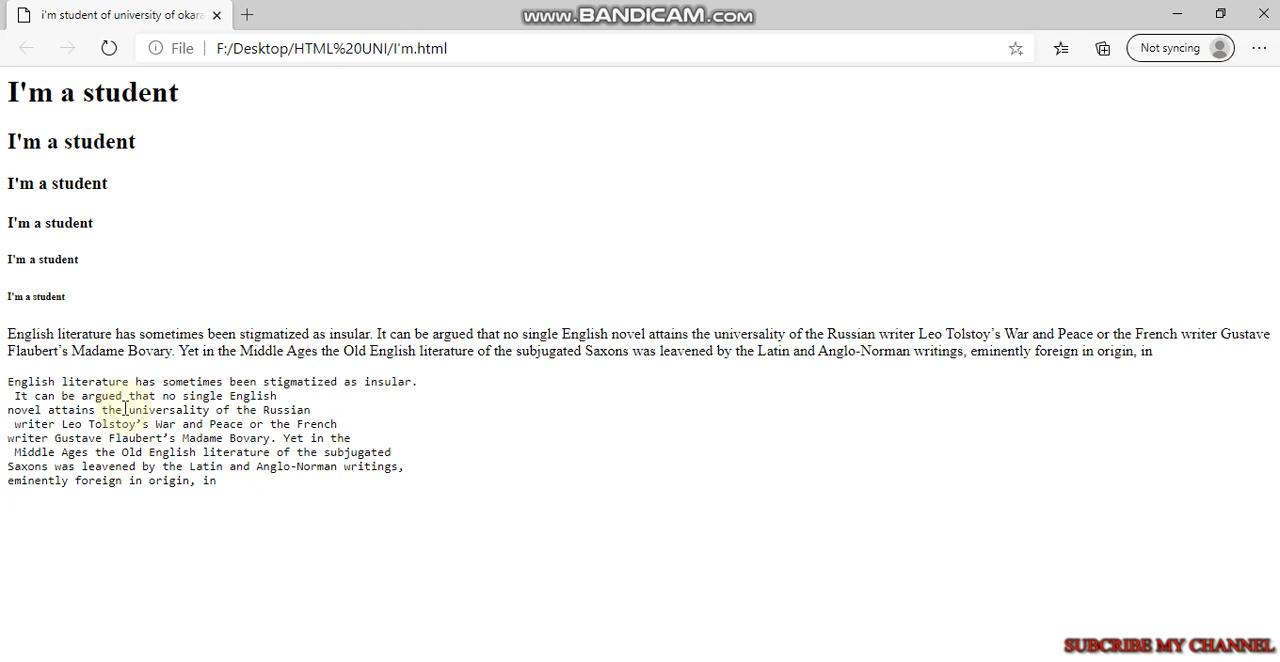 i'm student of university of okara
www.BANDICAM.com
File F:/Desktop/HTML%20UNI/I'm.html
Not syncing
I'm a student
I'm a student
I'm a student
I'm a student
I'm a student
I'm a student
English literature has sometimes been stigmatized as insular. It can be argued that no single English novel attains the universality of the Russian writer Leo Tolstoy’s War and Peace or the French writer Gustave
Flaubert’s Madame Bovary. Yet in the Middle Ages the Old English literature of the subjugated Saxons was leavened by the Latin and Anglo-Norman writings, eminently foreign in origin, in
English literature has sometimes been stigmatized as insular.
It can be argued that no single English
novel attains the universality of the Russian
writer Leo Tolstoy’s War and Peace or the French
writer Gustave Flaubert’s Madame Bovary. Yet in the
Middle Ages the Old English literature of the subjugated
Saxons was leavened by the Latin and Anglo-Norman writings,
eminently foreign in origin, in
SUBCRIBE MY CHANNEL